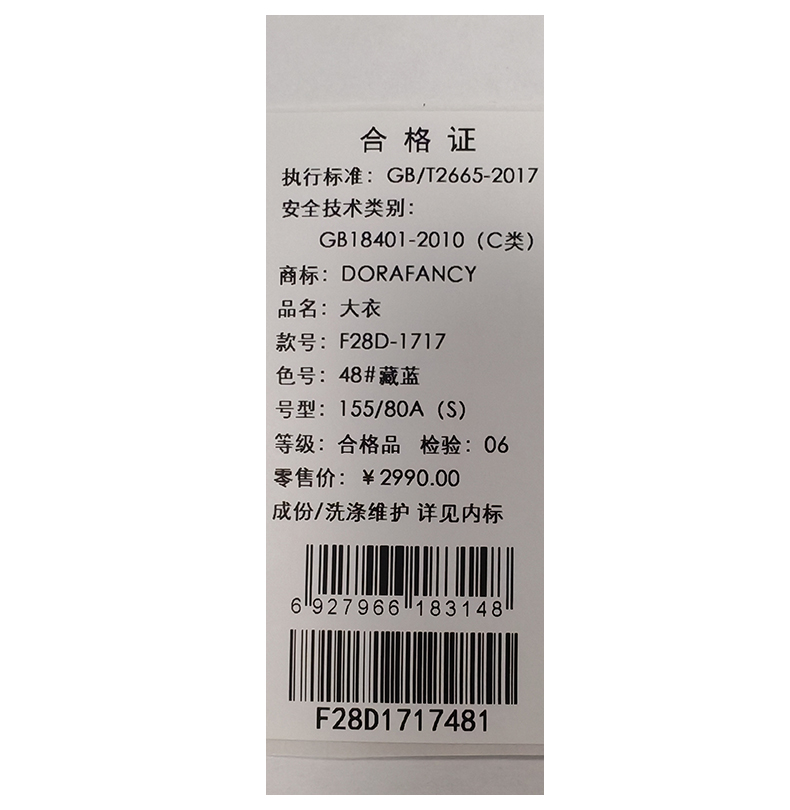 合格证
执行标准：GB/T2665-2017
安全技术类别：
GB18401-2010（C类）
商标：DORAFANCY
品名：大衣
款号：F28D-1717
色号：48#藏蓝
号型：155/80A（S）
等级：合格品 检验：06
零售价：¥2990.00
成份/洗涤维护 详见内标
6 927966 183148
F28D1717481